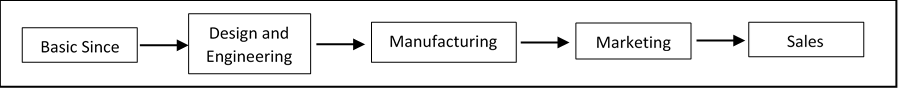 Basic Since
Design and
Engineering
Manufacturing
Marketing
Sales